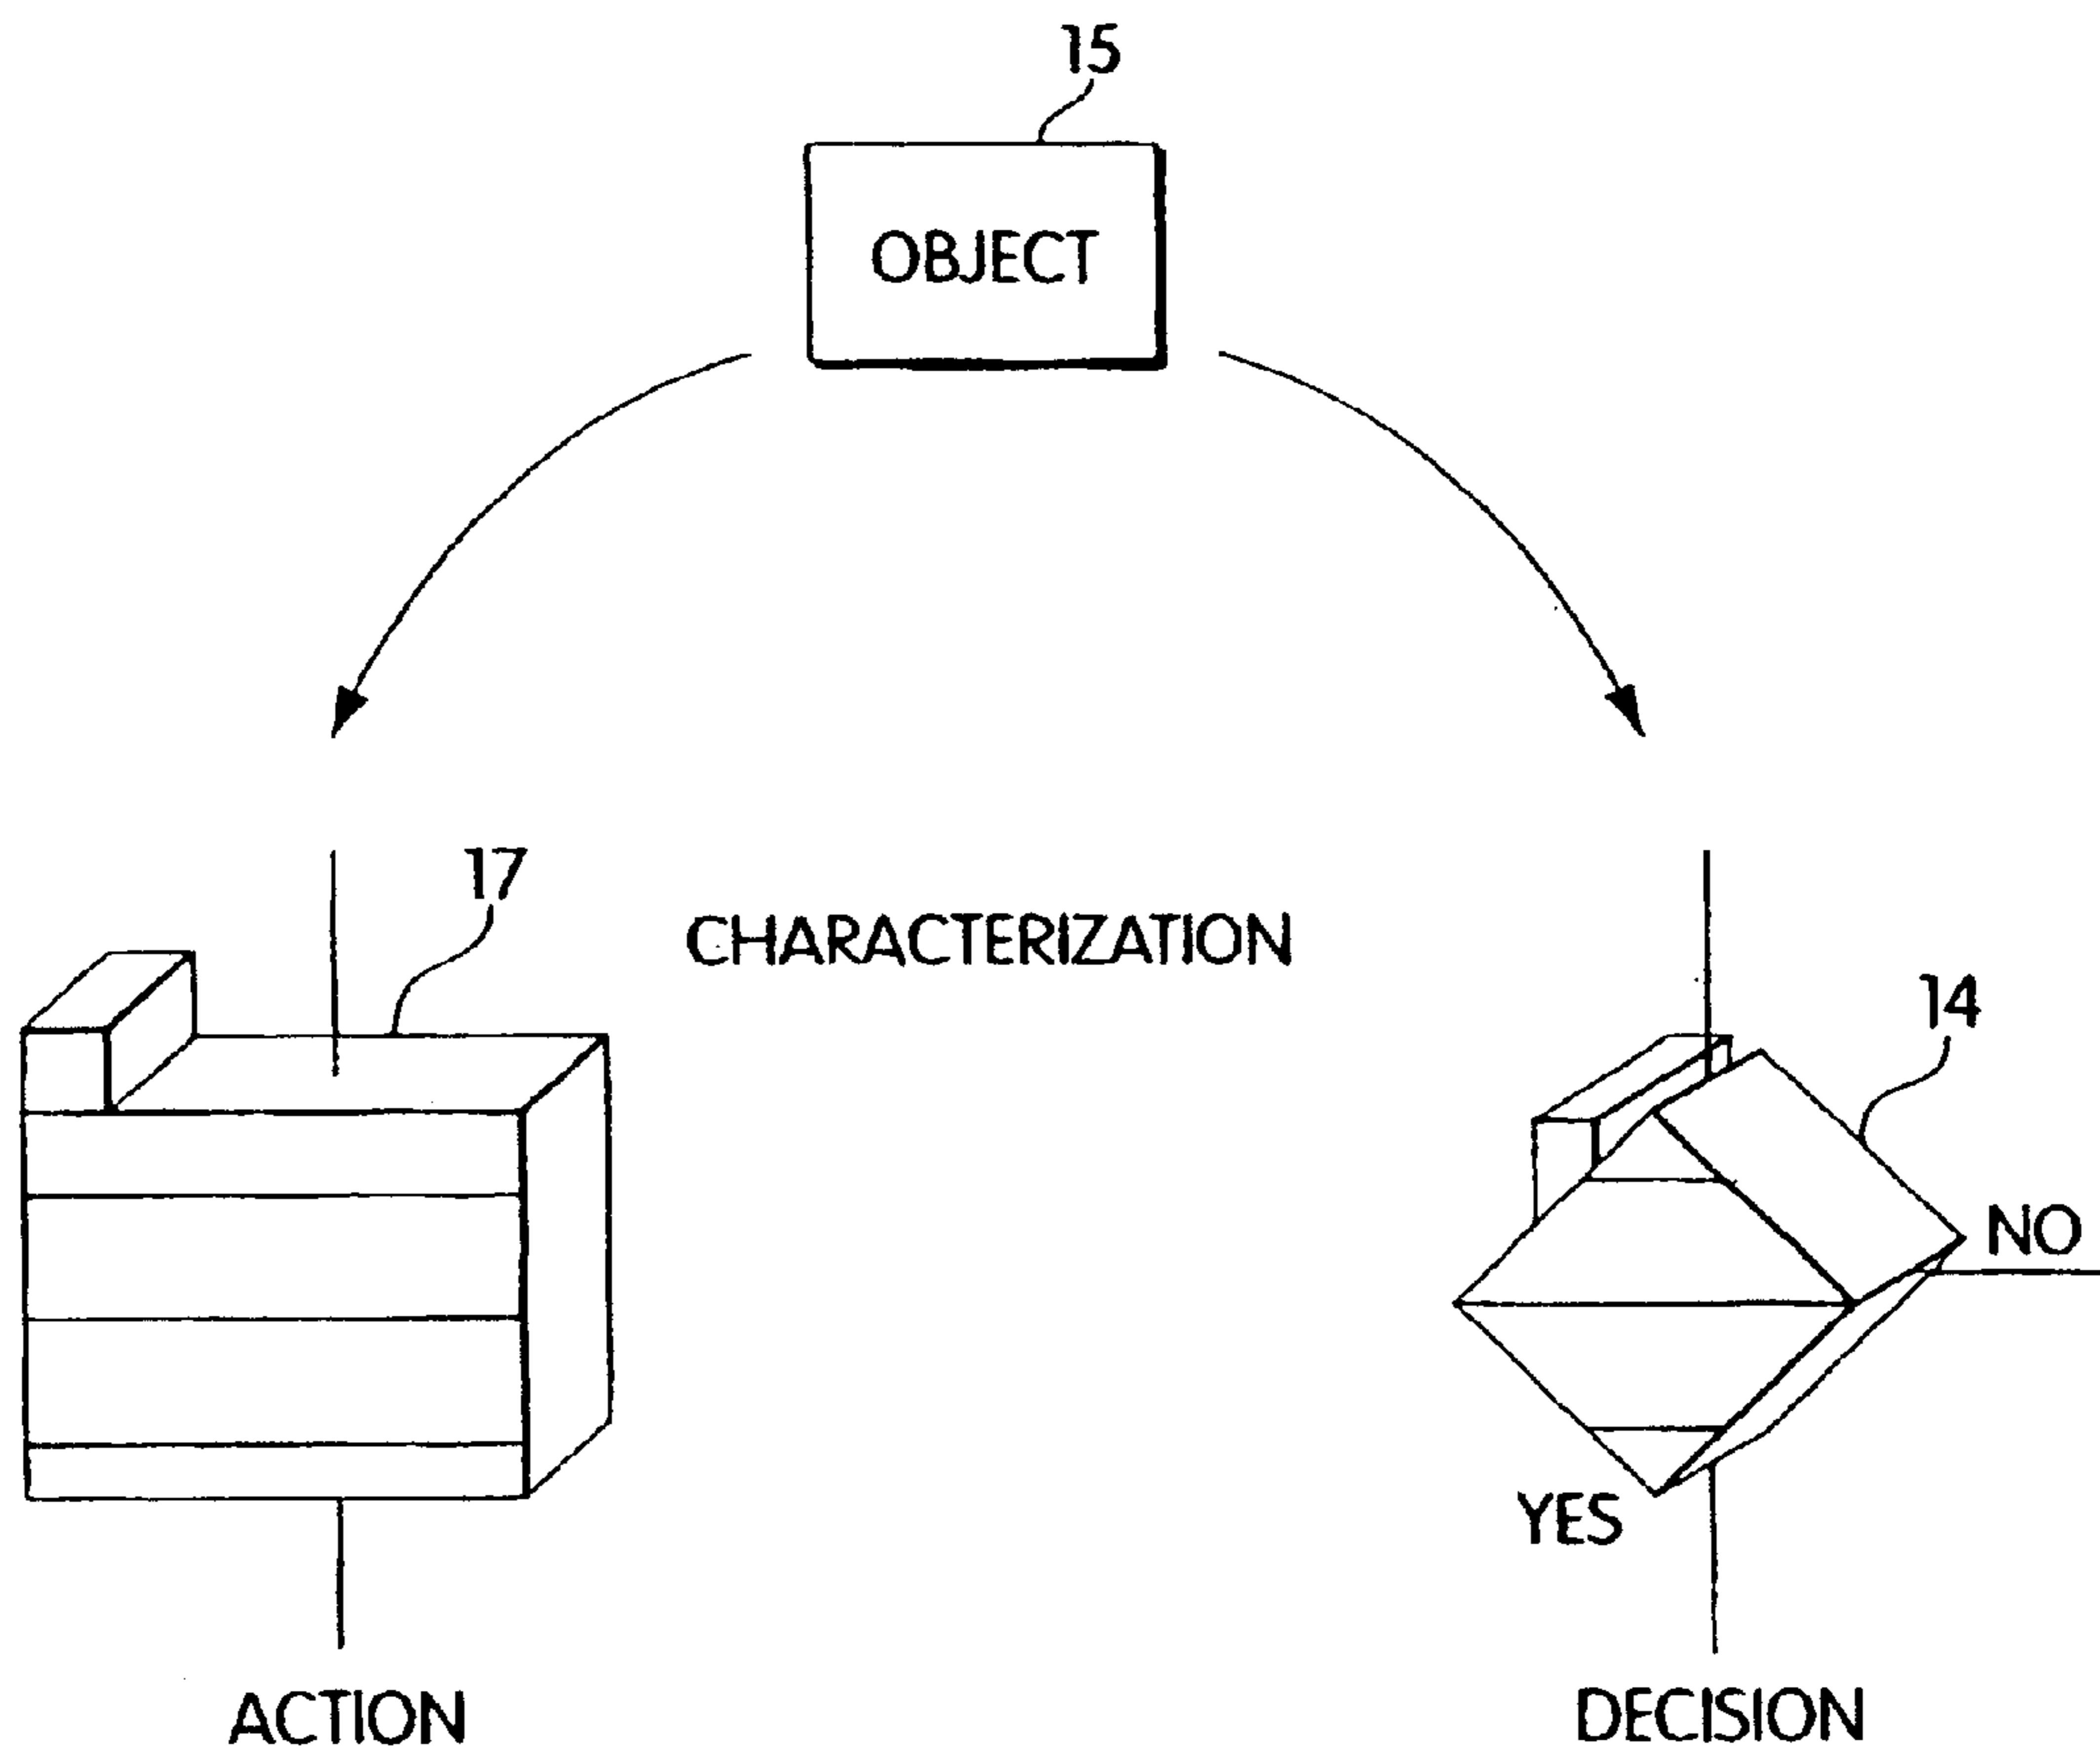 15
OBJECT
17
CHARACTERIZATION
14
NO
YES
ACTION
DECISION